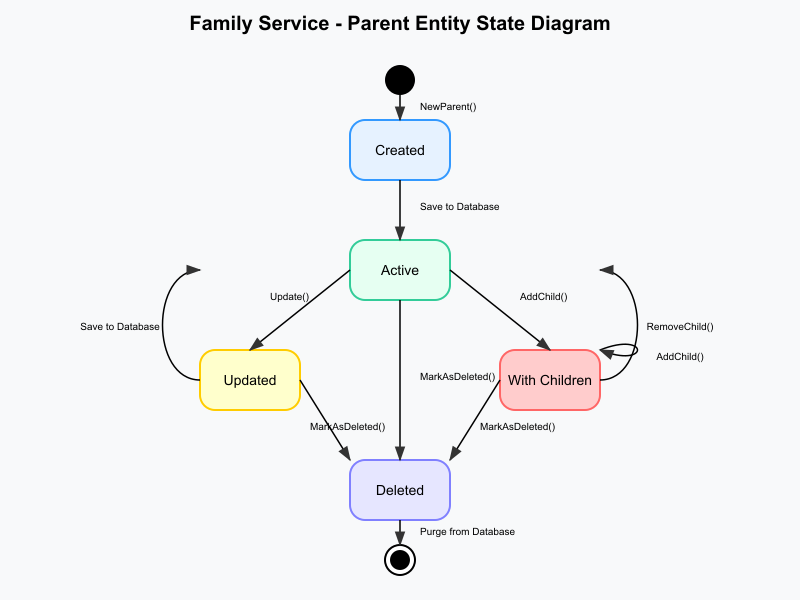 Family Service - Parent Entity State Diagram
NewParent()
Created
Save to Database
Active
Update()
AddChild()
Save to Database
RemoveChild()
AddChild()
Updated
MarkAsDeleted()
With Children
MarkAsDeleted()
MarkAsDeleted()
Deleted
Purge from Database